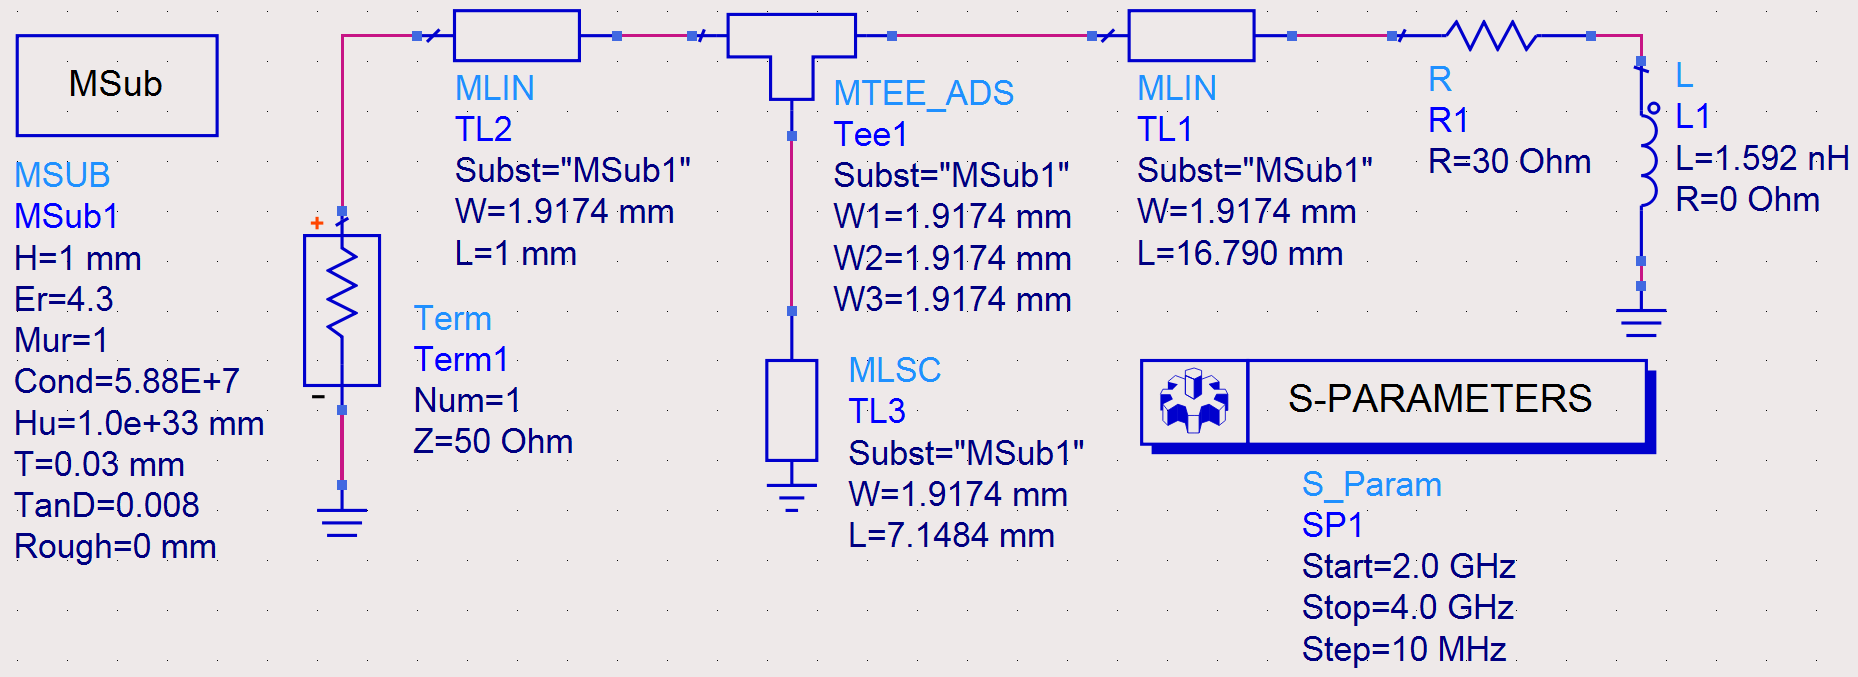 MSub
MSUB
MSub1
H=1 mm
Er=4.3
Mur=1
Cond=5.88E+7
Hu=1.0e+33 mm
T=0.03 mm
TanD=0.008
Rough=0 mm
+
-
Term
Term1
Num=1
Z=50 Ohm
MLIN
TL2
Subst="MSub1"
W=1.9174 mm
L=1 mm
MTEE_ADS
Tee1
Subst="MSub1"
W1=1.9174 mm
W2=1.9174 mm
W3=1.9174 mm
MLSC
TL3
Subst="MSub1"
W=1.9174 mm
L=7.1484 mm
MLIN
TL1
Subst="MSub1"
W=1.9174 mm
L=16.790 mm
R
R1
R=30 Ohm
L
L1
L=1.592 nH
R=0 Ohm
S-PARAMETERS
S_Param
SP1
Start=2.0 GHz
Stop=4.0 GHz
Step=10 MHz